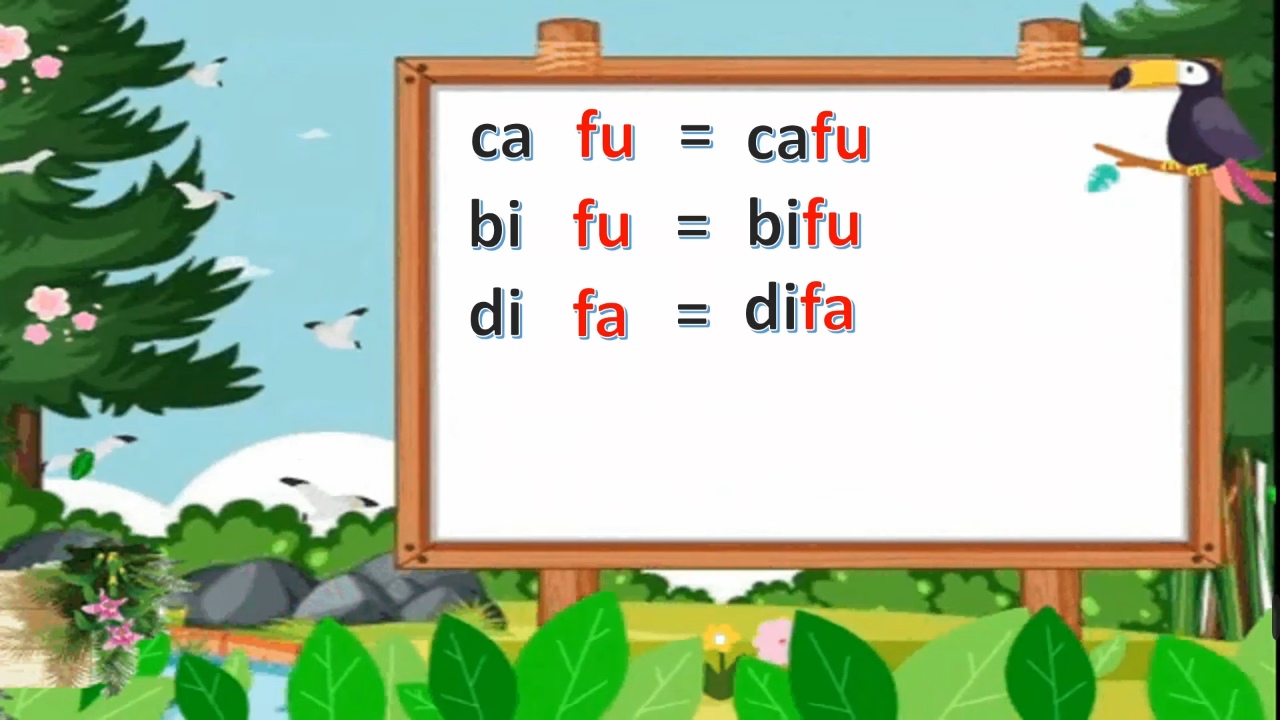 ca fu = cafu
bi fu = bifu
di fa = difa